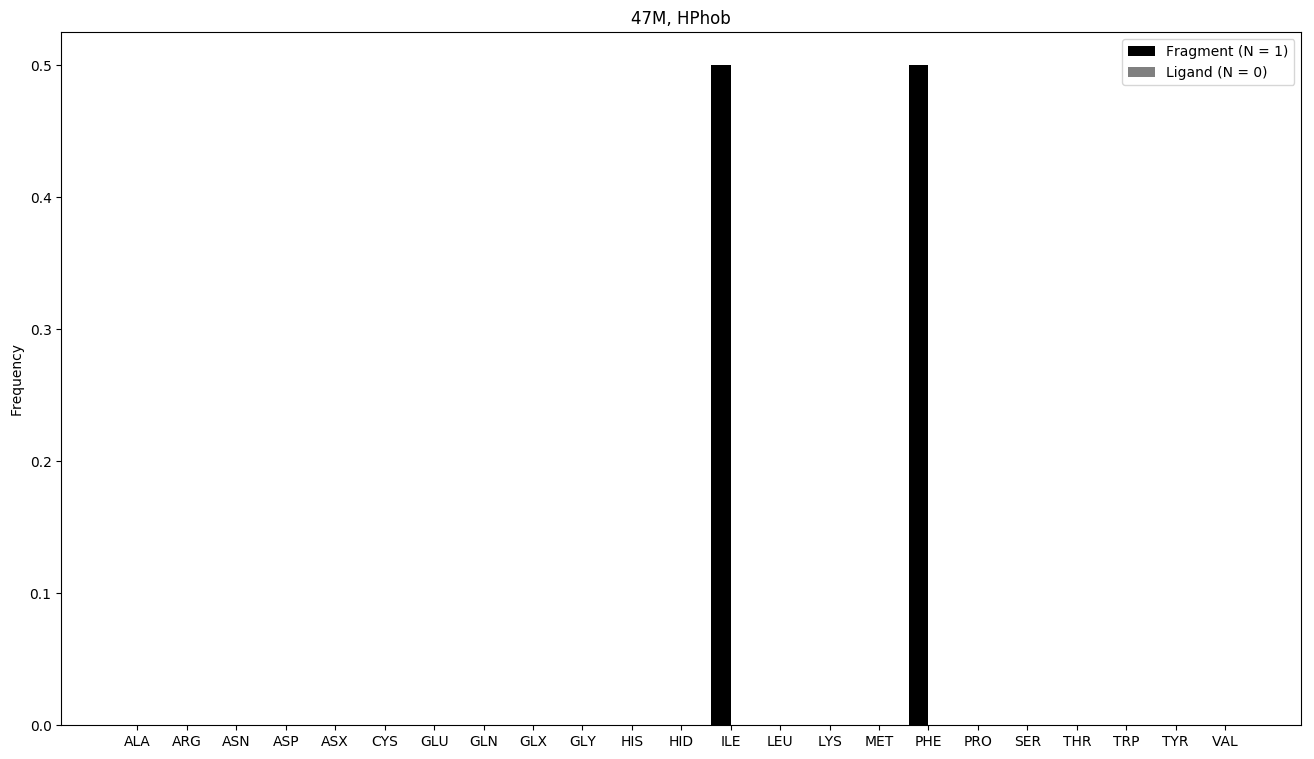 47M, HPhob
Fragment (N = 1)
Ligand (N = 0)
Frequency
0.5
0.4
0.3
0.2
0.1
0.0
ALA ARG ASN ASP ASX CYS GLU GLN GLX GLY HIS HID ILE LEU LYS MET PHE PRO SER THR TRP TYR VAL